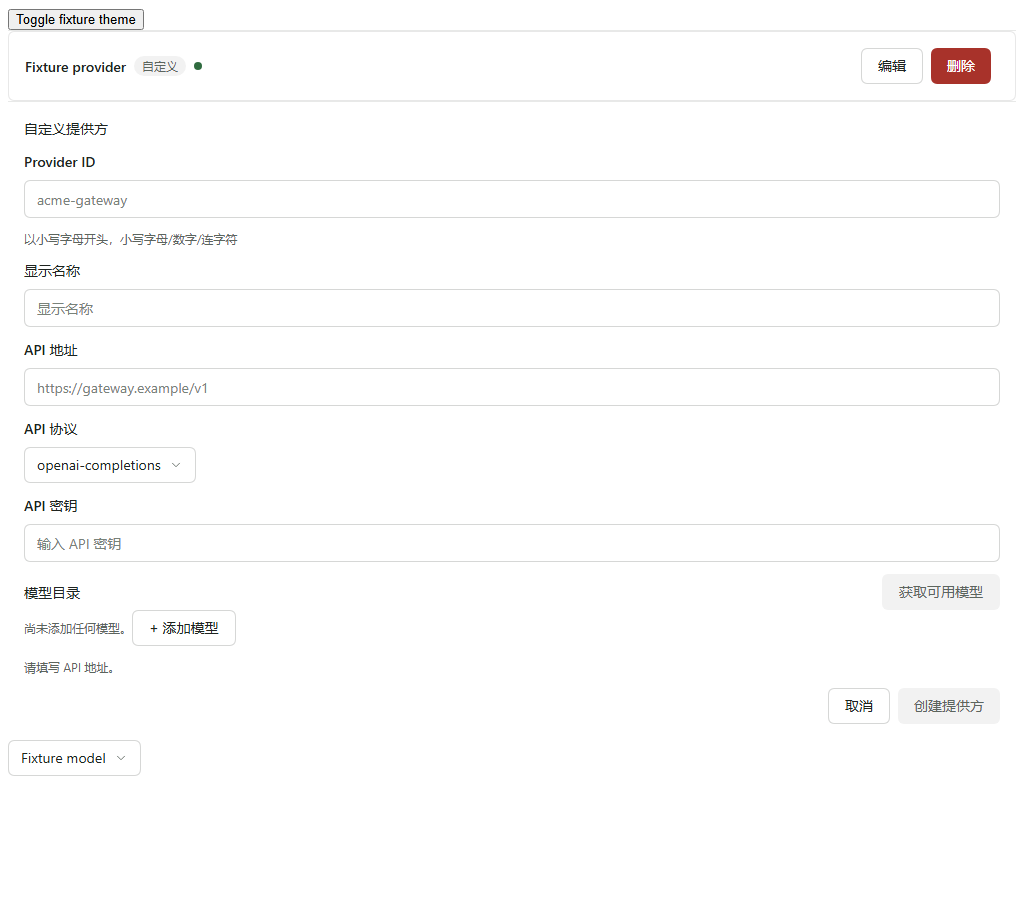 Toggle fixture theme
Fixture provider 自定义 编辑 删除
自定义提供方
Provider ID
acme-gateway
以小写字母开头，小写字母/数字/连字符
显示名称
显示名称
API 地址
https://gateway.example/v1
API 协议
openai-completions
API 密钥
输入 API 密钥
模型目录 获取可用模型
尚未添加任何模型。 + 添加模型
请填写 API 地址。
取消 创建提供方
Fixture model